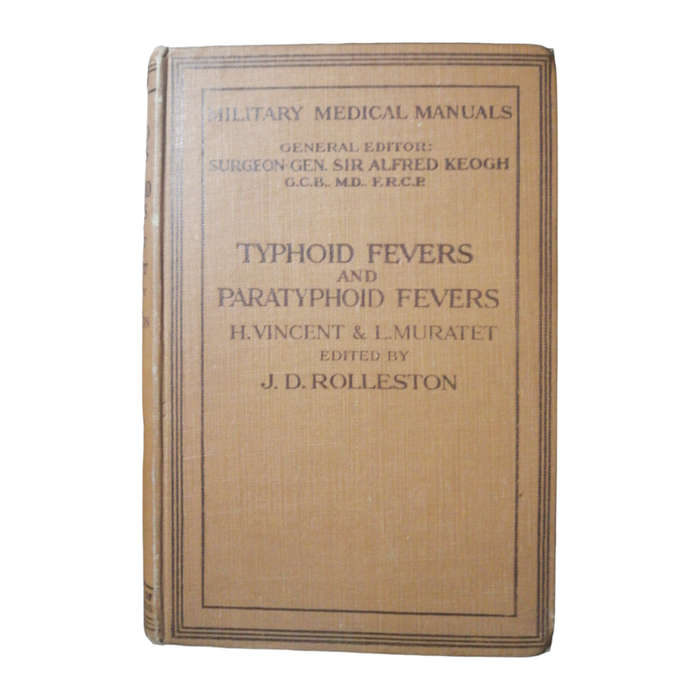 MILITARY MEDICAL MANUALS
GENERAL EDITOR:
SURGEON-GEN. SIR ALFRED KEOGH
G.C.B., M.D., F.R.C.P.
TYPHOID FEVERS
AND
PARATYPHOID FEVERS
H. VINCENT & L. MURATET
EDITED BY
J. D. ROLLESTON